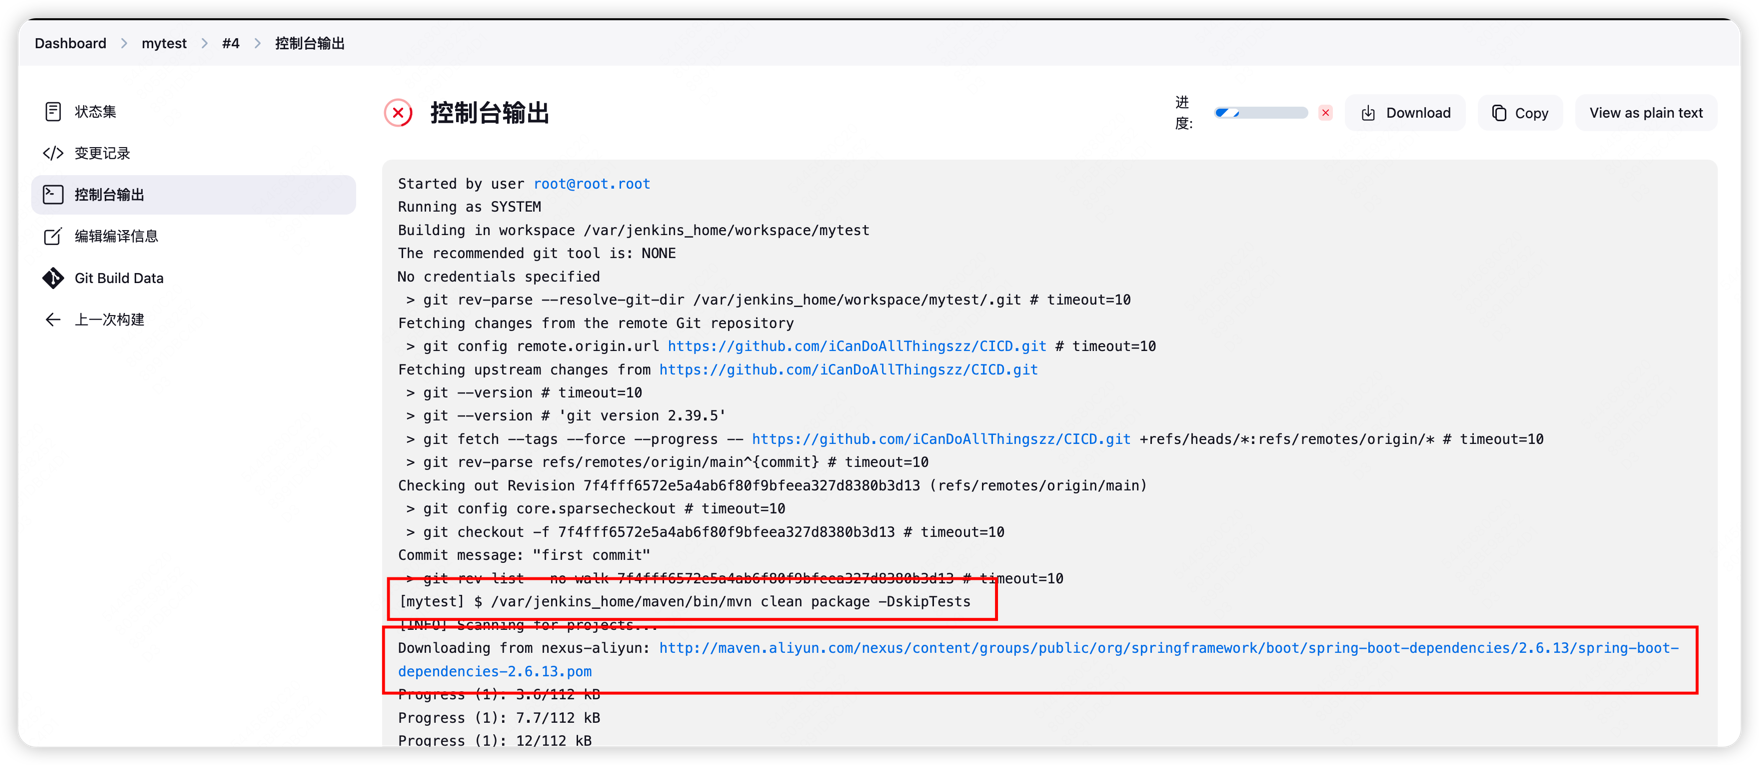 Dashboard > mytest > #4 > 控制台输出
状态集
变更记录
控制台输出
编辑编译信息
Git Build Data
上一次构建
控制台输出
进
度:
Download
Copy
View as plain text
Started by user root@root.root
Running as SYSTEM
Building in workspace /var/jenkins_home/workspace/mytest
The recommended git tool is: NONE
No credentials specified
> git rev-parse --resolve-git-dir /var/jenkins_home/workspace/mytest/.git # timeout=10
Fetching changes from the remote Git repository
> git config remote.origin.url https://github.com/iCanDoAllThingszz/CICD.git # timeout=10
Fetching upstream changes from https://github.com/iCanDoAllThingszz/CICD.git
> git --version # timeout=10
> git --version # 'git version 2.39.5'
> git fetch --tags --force --progress -- https://github.com/iCanDoAllThingszz/CICD.git +refs/heads/*:refs/remotes/origin/* # timeout=10
> git rev-parse refs/remotes/origin/main^{commit} # timeout=10
Checking out Revision 7f4fff6572e5a4ab6f80f9bfeea327d8380b3d13 (refs/remotes/origin/main)
> git config core.sparsecheckout # timeout=10
> git checkout -f 7f4fff6572e5a4ab6f80f9bfeea327d8380b3d13 # timeout=10
Commit message: "first commit"
> git rev-list --no-walk 7f4fff6572e5a4ab6f80f9bfeea327d8380b3d13 # timeout=10
[mytest] $ /var/jenkins_home/maven/bin/mvn clean package -DskipTests
[INFO] Scanning for projects...
Downloading from nexus-aliyun: http://maven.aliyun.com/nexus/content/groups/public/org/springframework/boot/spring-boot-dependencies/2.6.13/spring-boot-
dependencies-2.6.13.pom
Progress (1): 3.6/112 kB
Progress (1): 7.7/112 kB
Progress (1): 12/112 kB